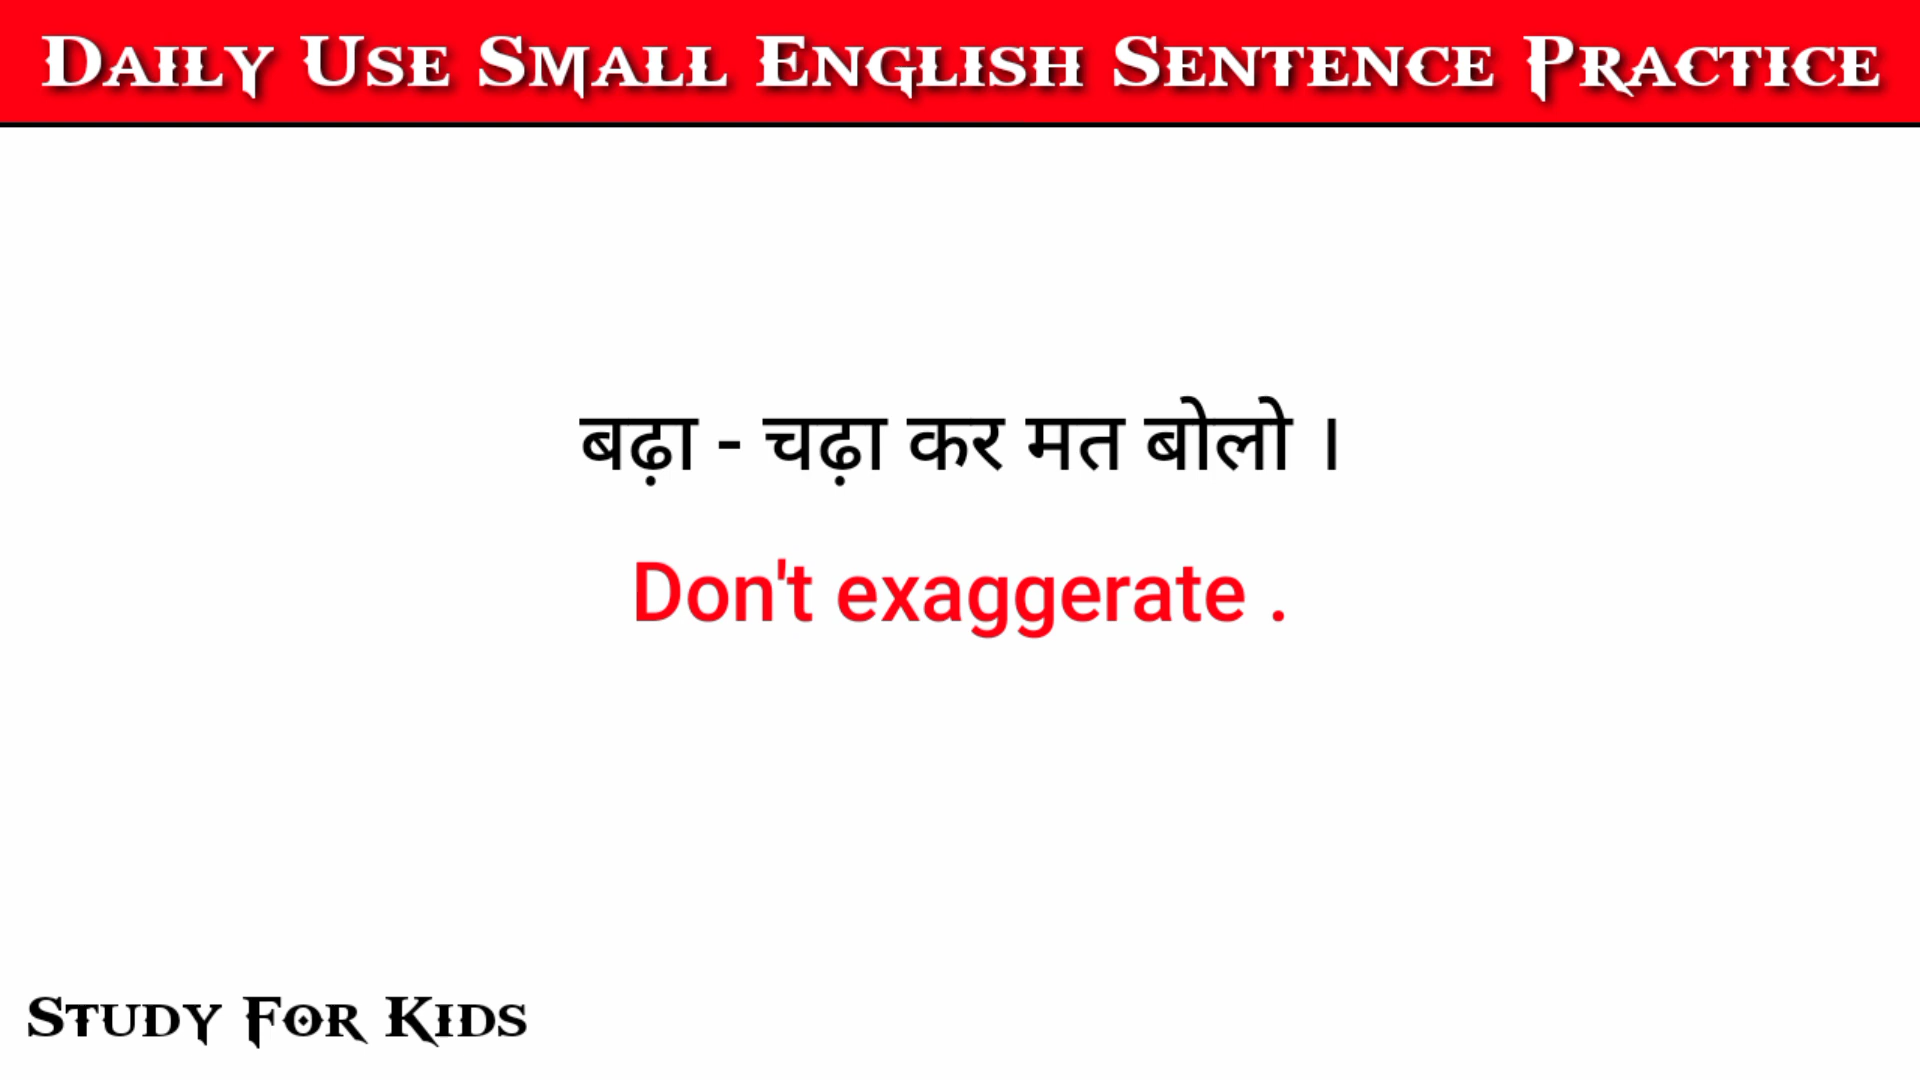 Daily Use Small English Sentence Practice
बढ़ा - चढ़ा कर मत बोलो ।
Don't exaggerate .
Study For Kids